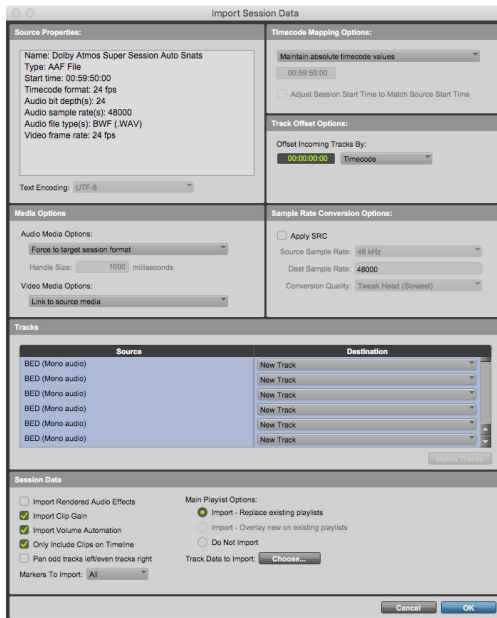 Import Session Data
Source Properties:
Name: Dolby Atmos Super Session Auto Snats
Type: AAF File
Start time: 00:59:50:00
Timecode format: 24 fps
Audio bit depth(s): 24
Audio sample rate(s): 48000
Audio file type(s): BWF (.WAV)
Video frame rate: 24 fps
Text Encoding: UTF-8
Timecode Mapping Options:
Maintain absolute timecode values
00:59:50:00
Adjust Session Start Time to Match Source Start Time
Track Offset Options:
Offset Incoming Tracks By:
00:00:00:00 Timecode
Media Options
Audio Media Options:
Force to target session format
Handle Size: 1000 milliseconds
Video Media Options:
Link to source media
Sample Rate Conversion Options:
Apply SRC
Source Sample Rate: 48 kHz
Dest Sample Rate: 48000
Conversion Quality: Tweak Head (Slowest)
Tracks
Source Destination
BED (Mono audio) New Track
BED (Mono audio) New Track
BED (Mono audio) New Track
BED (Mono audio) New Track
BED (Mono audio) New Track
BED (Mono audio) New Track
Match Tracks
Session Data
Import Rendered Audio Effects
Import Clip Gain
Import Volume Automation
Only Include Clips on Timeline
Pan odd tracks left/even tracks right
Markers To Import: All
Main Playlist Options:
Import - Replace existing playlists
Import - Overlay new on existing playlists
Do Not Import
Track Data to Import: Choose...
Cancel OK